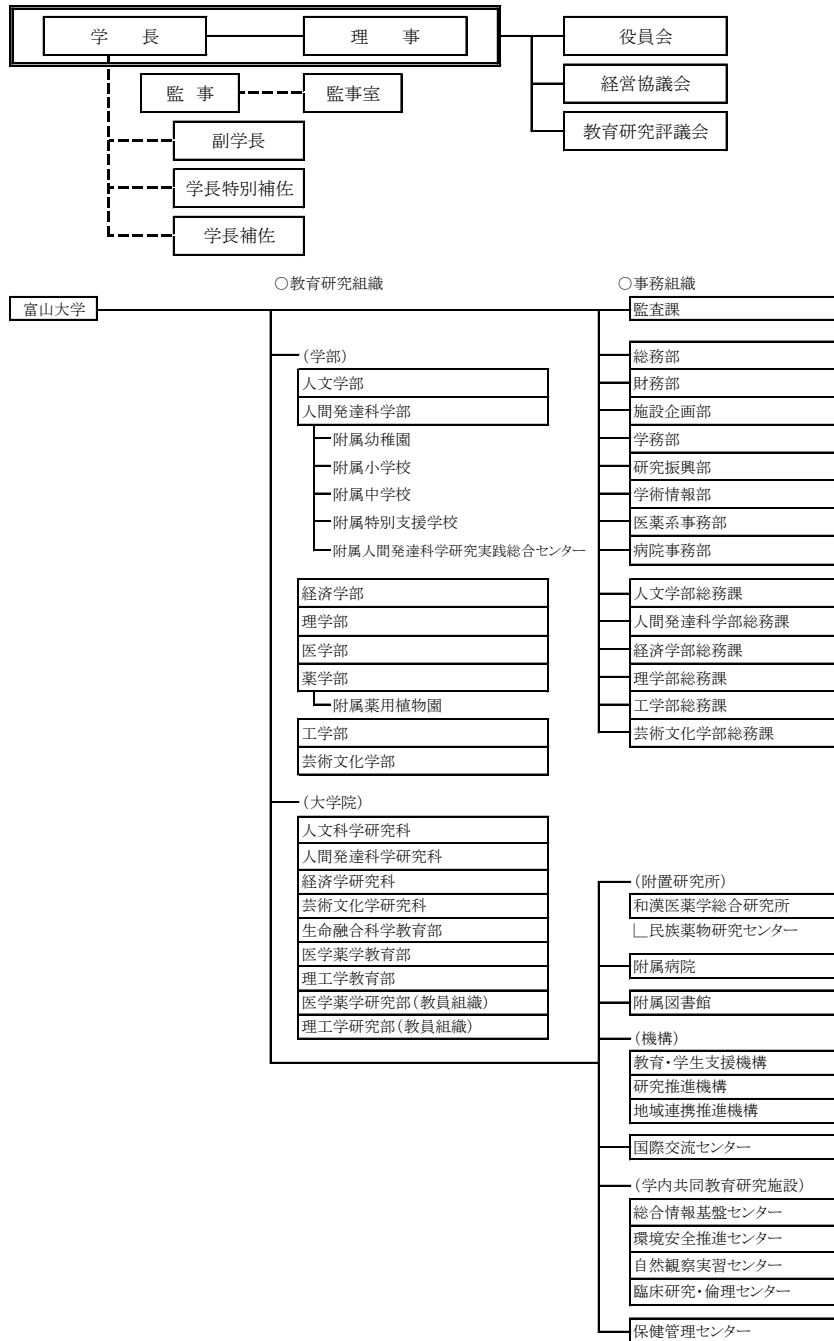 学　長
理　事
役員会
経営協議会
教育研究評議会
監 事
監事室
副学長
学長特別補佐
学長補佐
○教育研究組織
○事務組織
富山大学
監査課
(学部)
人文学部
人間発達科学部
附属幼稚園
附属小学校
附属中学校
附属特別支援学校
附属人間発達科学研究実践総合センター
経済学部
理学部
医学部
薬学部
附属薬用植物園
工学部
芸術文化学部
総務部
財務部
施設企画部
学務部
研究振興部
学術情報部
医薬系事務部
病院事務部
人文学部総務課
人間発達科学部総務課
経済学部総務課
理学部総務課
工学部総務課
芸術文化学部総務課
(大学院)
人文科学研究科
人間発達科学研究科
経済学研究科
芸術文化学研究科
生命融合科学教育部
医学薬学教育部
理工学教育部
医学薬学研究部(教員組織)
理工学研究部(教員組織)
(附置研究所)
和漢医薬学総合研究所
民族薬物研究センター
附属病院
附属図書館
(機構)
教育・学生支援機構
研究推進機構
地域連携推進機構
国際交流センター
(学内共同教育研究施設)
総合情報基盤センター
環境安全推進センター
自然観察実習センター
臨床研究・倫理センター
保健管理センター